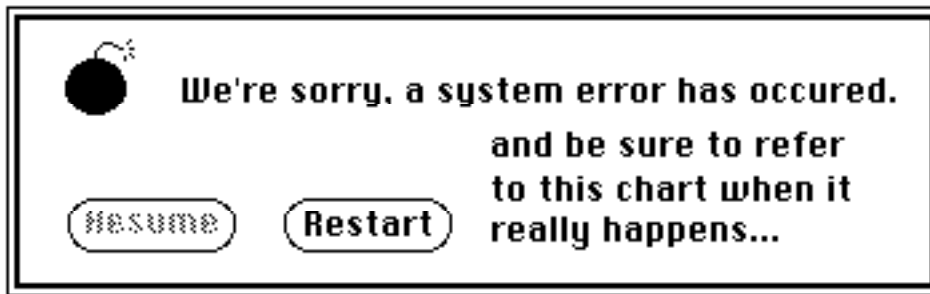 We're sorry, a system error has occured.
and be sure to refer
to this chart when it
really happens...
Resume
Restart